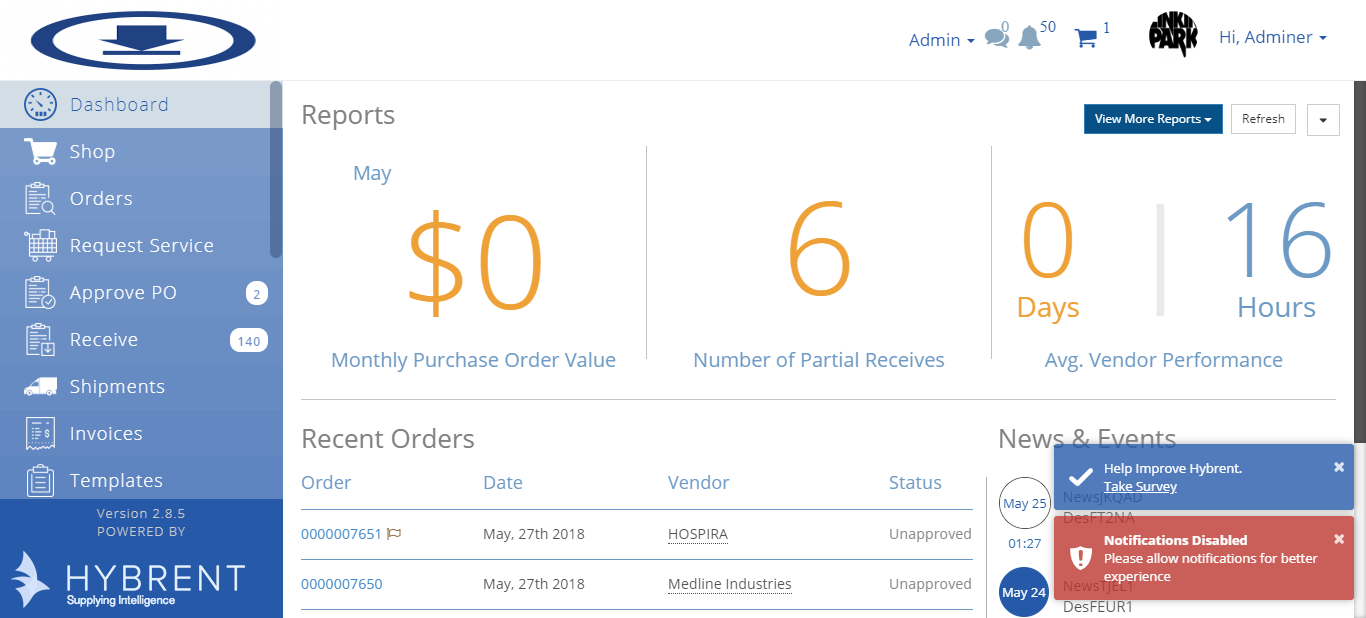 Admin
0
50
1
LINKIN
PARK
Hi, Adminer
Dashboard
Shop
Orders
Request Service
Approve PO 2
Receive 140
Shipments
Invoices
Templates
Version 2.8.5
POWERED BY
HYBRENT
Supplying Intelligence
Reports
View More Reports
Refresh
May
$0
Monthly Purchase Order Value
6
Number of Partial Receives
0
Days
16
Hours
Avg. Vendor Performance
Recent Orders
Order Date Vendor Status
0000007651 May, 27th 2018 HOSPIRA Unapproved
0000007650 May, 27th 2018 Medline Industries Unapproved
News & Events
May 25
01:27
NewsJKQAD
DesFT2NA
May 24
NewsTJEL1
DesFEUR1
Help Improve Hybrent.
Take Survey
×
Notifications Disabled
Please allow notifications for better
experience
×